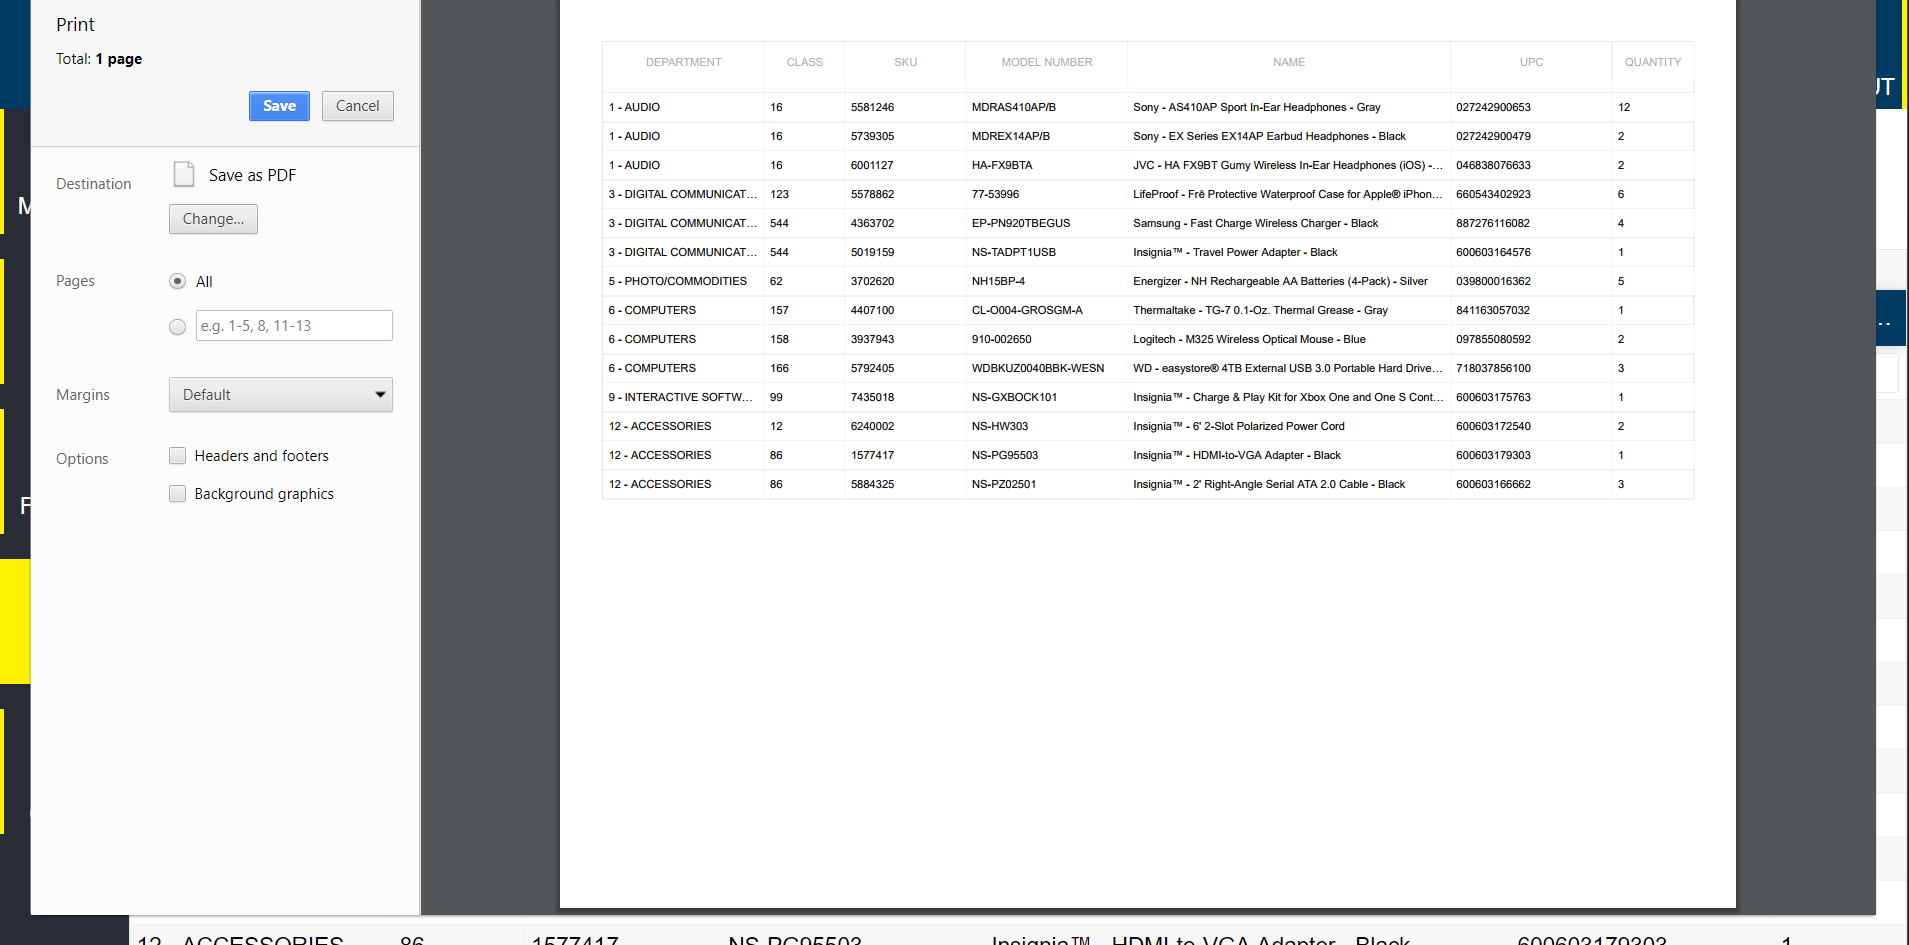 Print
Total: 1 page
Save Cancel
Destination Save as PDF
Change...
Pages All
e.g. 1-5, 8, 11-13
Margins Default
Options Headers and footers
Background graphics
DEPARTMENT CLASS SKU MODEL NUMBER NAME UPC QUANTITY
1 - AUDIO 16 5581246 MDRAS410AP/B Sony - AS410AP Sport In-Ear Headphones - Gray 027242900653 12
1 - AUDIO 16 5739305 MDREX14AP/B Sony - EX Series EX14AP Earbud Headphones - Black 027242900479 2
1 - AUDIO 16 6001127 HA-FX9BTA JVC - HA FX9BT Gumy Wireless In-Ear Headphones (iOS) -... 046838076633 2
3 - DIGITAL COMMUNICAT... 123 5578862 77-53996 LifeProof - Frē Protective Waterproof Case for Apple® iPhon... 660543402923 6
3 - DIGITAL COMMUNICAT... 544 4363702 EP-PN920TBEGUS Samsung - Fast Charge Wireless Charger - Black 887276116082 4
3 - DIGITAL COMMUNICAT... 544 5019159 NS-TADPT1USB Insignia™ - Travel Power Adapter - Black 600603164576 1
5 - PHOTO/COMMODITIES 62 3702620 NH15BP-4 Energizer - NH Rechargeable AA Batteries (4-Pack) - Silver 039800016362 5
6 - COMPUTERS 157 4407100 CL-O004-GROSGM-A Thermaltake - TG-7 0.1-Oz. Thermal Grease - Gray 841163057032 1
6 - COMPUTERS 158 3937943 910-002650 Logitech - M325 Wireless Optical Mouse - Blue 097855080592 2
6 - COMPUTERS 166 5792405 WDBKUZ0040BBK-WESN WD - easystore® 4TB External USB 3.0 Portable Hard Drive... 718037856100 3
9 - INTERACTIVE SOFTW... 99 7435018 NS-GXBOCK101 Insignia™ - Charge & Play Kit for Xbox One and One S Cont... 600603175763 1
12 - ACCESSORIES 12 6240002 NS-HW303 Insignia™ - 6' 2-Slot Polarized Power Cord 600603172540 2
12 - ACCESSORIES 86 1577417 NS-PG95503 Insignia™ - HDMI-to-VGA Adapter - Black 600603179303 1
12 - ACCESSORIES 86 5884325 NS-PZ02501 Insignia™ - 2' Right-Angle Serial ATA 2.0 Cable - Black 600603166662 3
12 - ACCESSORIES 86 1577417 NS-PG95503 Insignia™ - HDMI-to-VGA Adapter - Black 600603179303 1